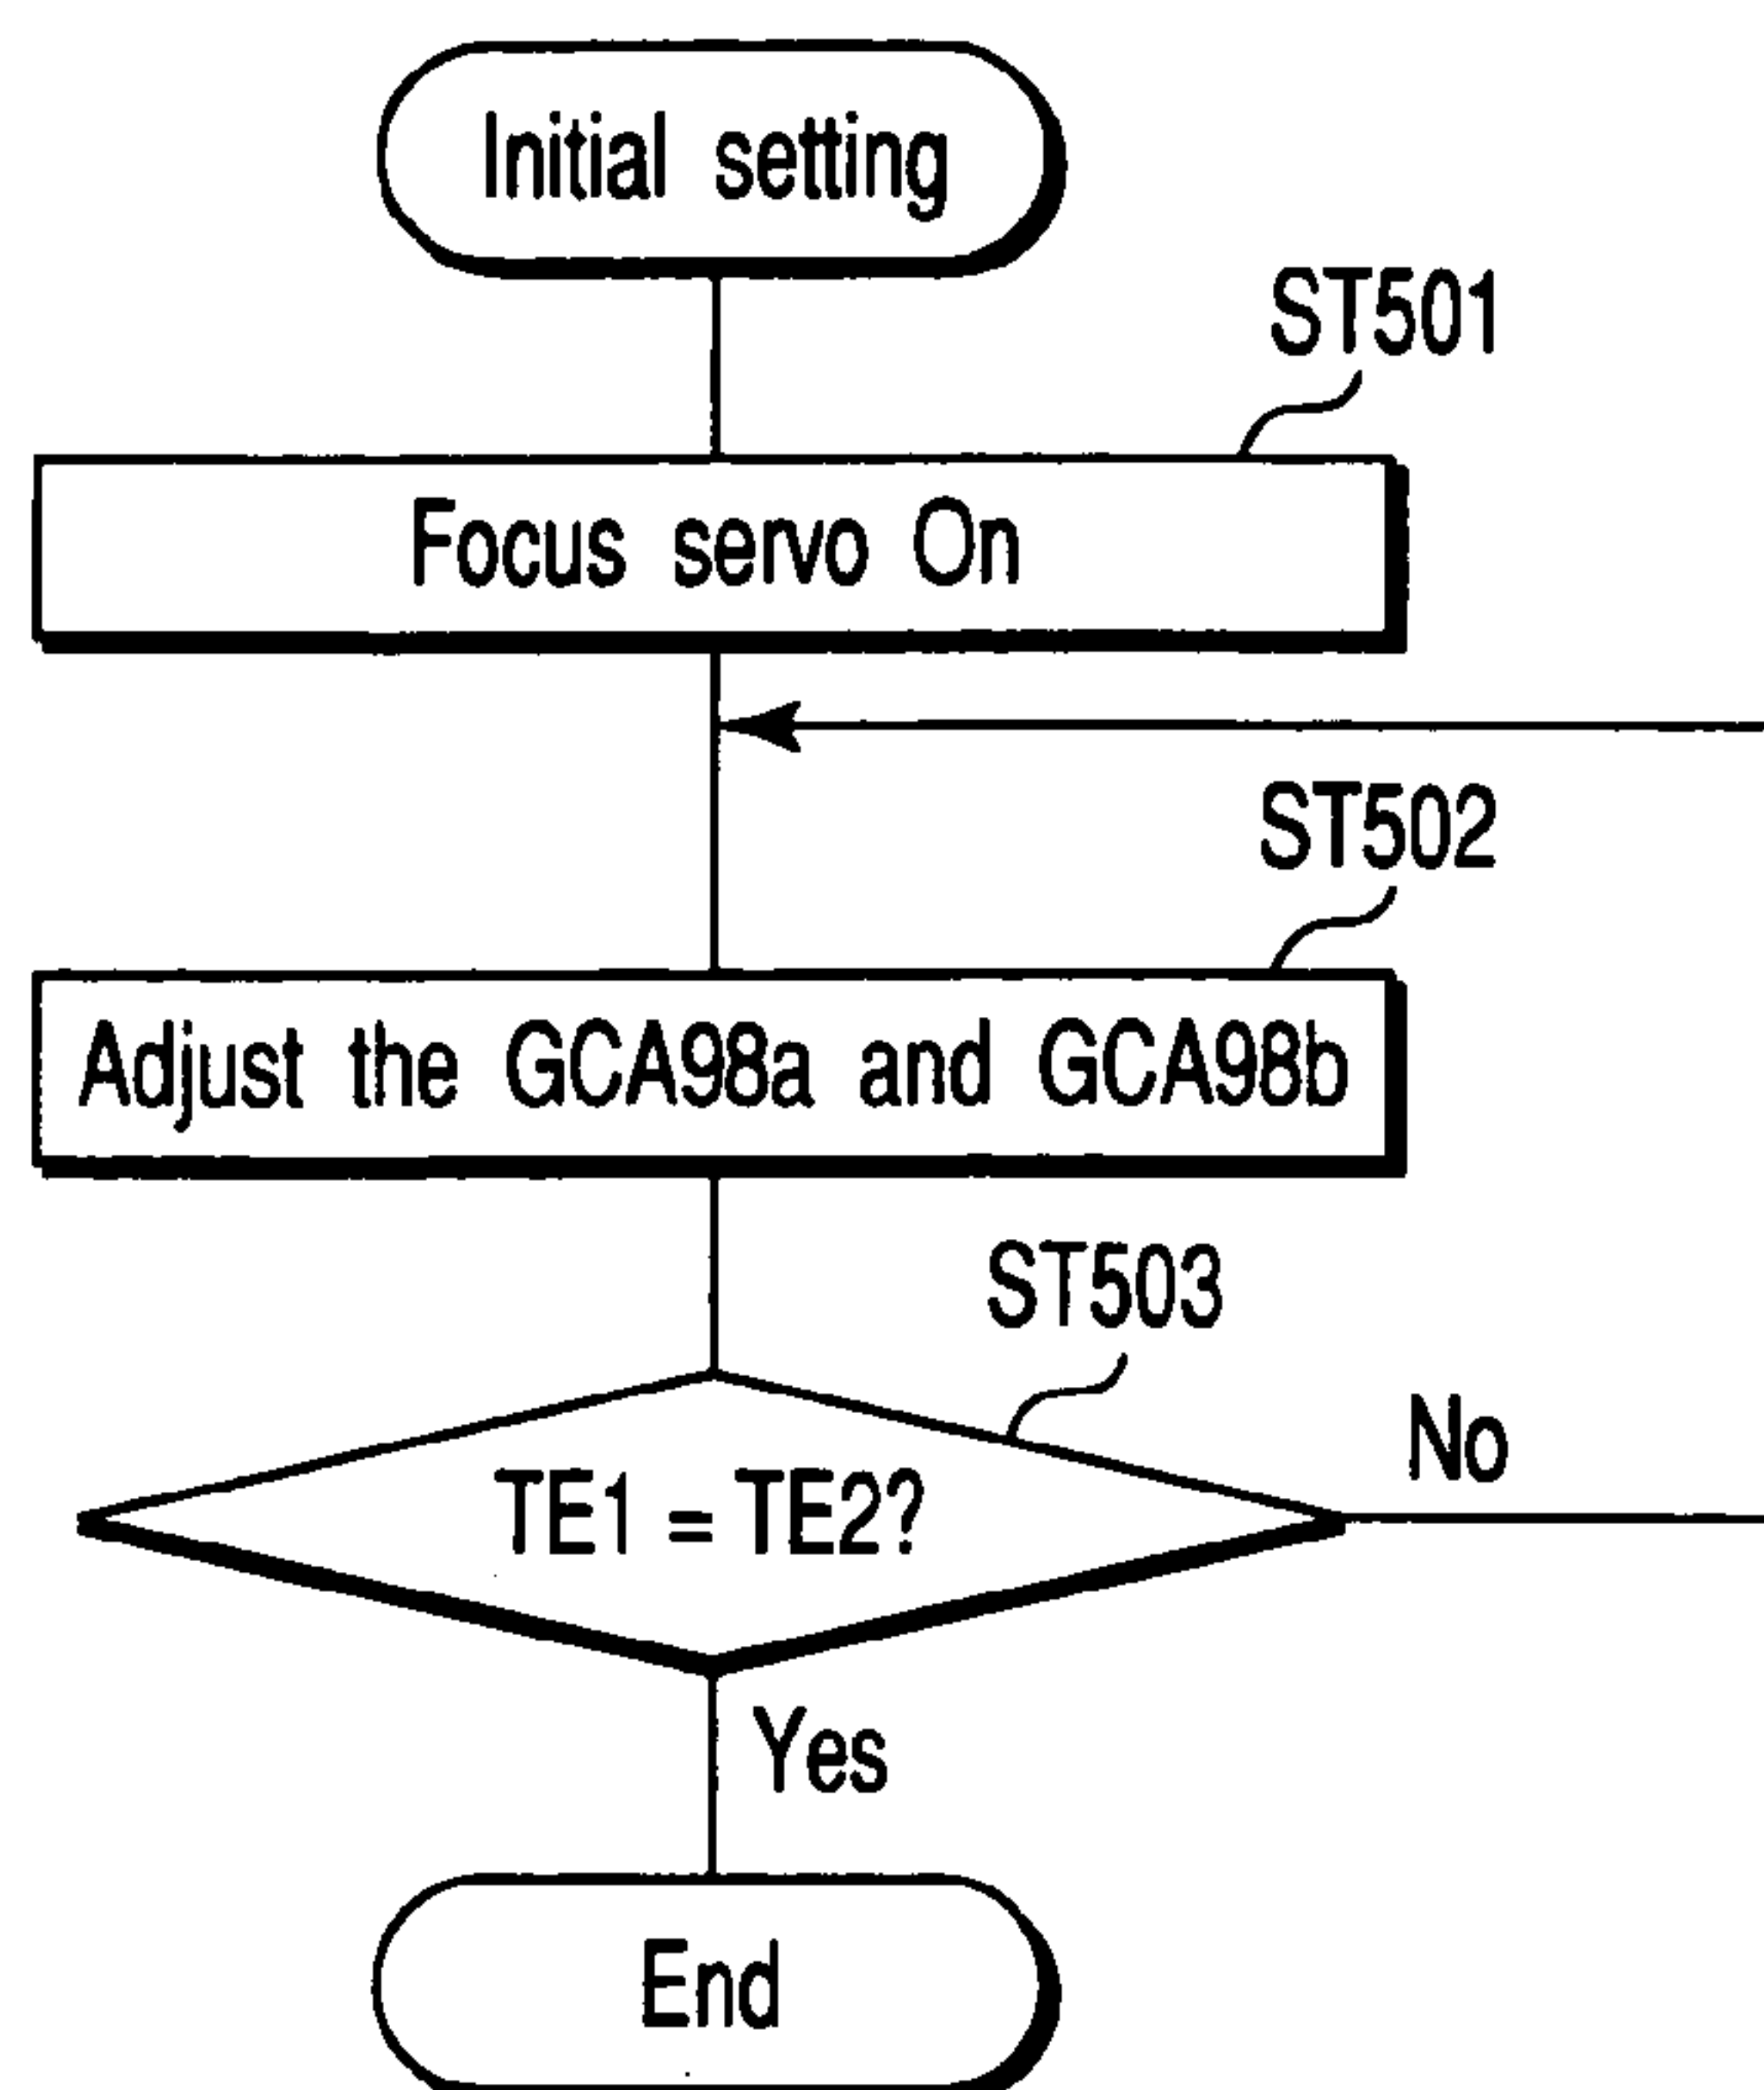 Initial setting
ST501
Focus servo On
ST502
Adjust the GCA98a and GCA98b
ST503
TE1 = TE2?
No
Yes
End